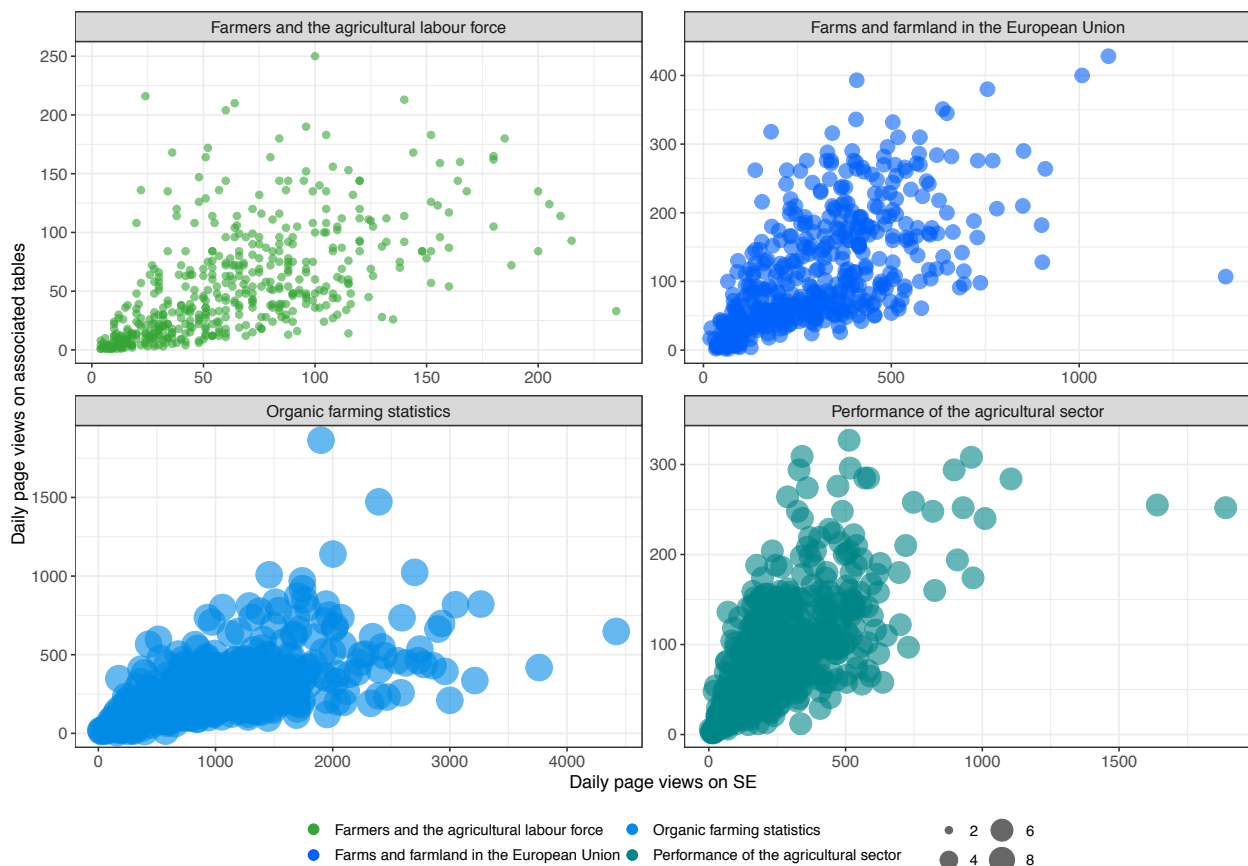 Farmers and the agricultural labour force
Farms and farmland in the European Union
250
200
150
100
50
0
0 50 100 150 200
400
300
200
100
0
0 500 1000
Daily page views on associated tables
Organic farming statistics
Performance of the agricultural sector
1500
1000
500
0
0 1000 2000 3000 4000
300
200
100
0
0 500 1000 1500
Daily page views on SE
Farmers and the agricultural labour force
Organic farming statistics
2 6
Farms and farmland in the European Union
Performance of the agricultural sector
4 8